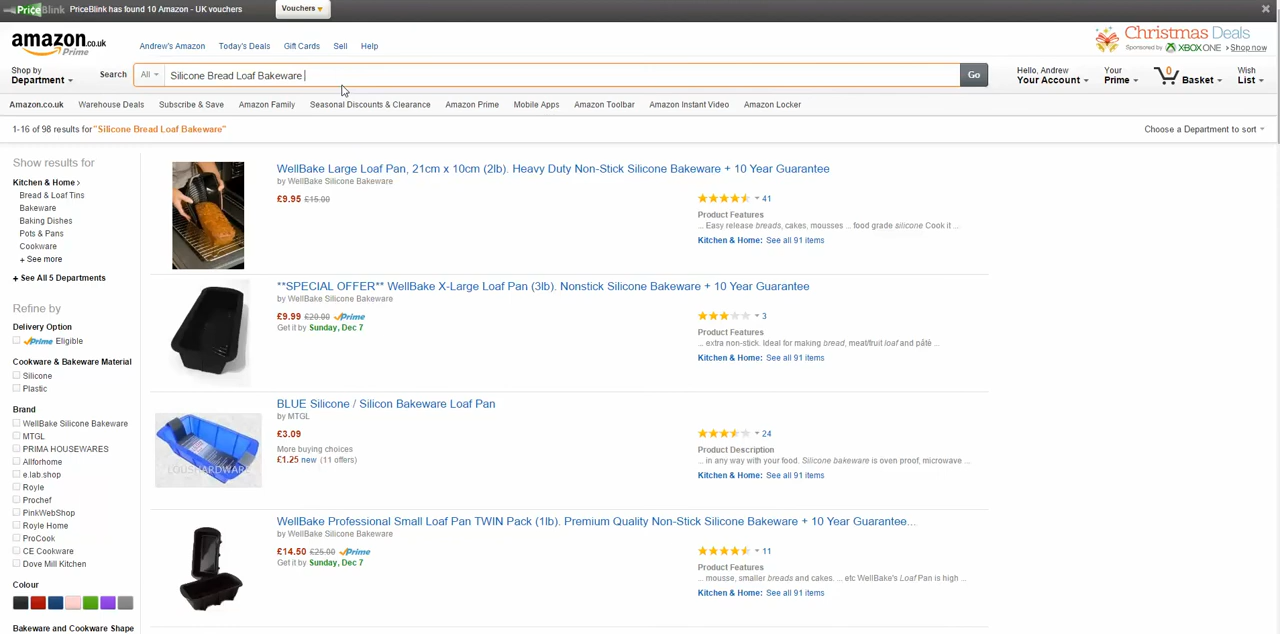 PriceBlink PriceBlink has found 10 Amazon - UK vouchers Vouchers
amazon.co.uk Prime
Andrew's Amazon Today's Deals Gift Cards Sell Help
Christmas Deals
Sponsored by XBOX ONE Shop now
Shop by Department
Search All Silicone Bread Loaf Bakeware Go
Hello, Andrew Your Account
Your Prime
0 Basket
Wish List
Amazon.co.uk Warehouse Deals Subscribe & Save Amazon Family Seasonal Discounts & Clearance Amazon Prime Mobile Apps Amazon Toolbar Amazon Instant Video Amazon Locker
1-16 of 98 results for "Silicone Bread Loaf Bakeware" Choose a Department to sort
Show results for
Kitchen & Home ›
Bread & Loaf Tins
Bakeware
Baking Dishes
Pots & Pans
Cookware
+ See more
+ See All 5 Departments
Refine by
Delivery Option
Prime Eligible
Cookware & Bakeware Material
Silicone
Plastic
Brand
WellBake Silicone Bakeware
MTGL
PRIMA HOUSEWARES
Allforhome
e.lab.shop
Royle
Prochef
PinkWebShop
Royle Home
ProCook
CE Cookware
Dove Mill Kitchen
Colour
Bakeware and Cookware Shape
WellBake Large Loaf Pan, 21cm x 10cm (2lb). Heavy Duty Non-Stick Silicone Bakeware + 10 Year Guarantee
by WellBake Silicone Bakeware
£9.95 £15.00
41
Product Features
... Easy release breads, cakes, mousses ... food grade silicone Cook it ...
Kitchen & Home: See all 91 items
**SPECIAL OFFER** WellBake X-Large Loaf Pan (3lb). Nonstick Silicone Bakeware + 10 Year Guarantee
by WellBake Silicone Bakeware
£9.99 £20.00 Prime
Get it by Sunday, Dec 7
3
Product Features
... extra non-stick. Ideal for making bread, meat/fruit loaf and pâté ...
Kitchen & Home: See all 91 items
BLUE Silicone / Silicon Bakeware Loaf Pan
by MTGL
£3.09
More buying choices
£1.25 new (11 offers)
LOUSHARDWARE
24
Product Description
... in any way with your food. Silicone bakeware is oven proof, microwave ...
Kitchen & Home: See all 91 items
WellBake Professional Small Loaf Pan TWIN Pack (1lb). Premium Quality Non-Stick Silicone Bakeware + 10 Year Guarantee...
by WellBake Silicone Bakeware
£14.50 £25.00 Prime
Get it by Sunday, Dec 7
11
Product Features
... mousse, smaller breads and cakes. ... etc WellBake's Loaf Pan is high ...
Kitchen & Home: See all 91 items